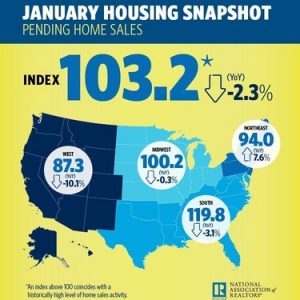 JANUARY HOUSING SNAPSHOT
PENDING HOME SALES
INDEX 103.2* (YoY) -2.3%
WEST
87.3
(YoY)
-10.1%
MIDWEST
100.2
(YoY)
-0.3%
NORTHEAST
94.0
(YoY)
7.6%
SOUTH
119.8
(YoY)
-3.1%
*An index above 100 coincides with a
historically high level of home sales activity.
R
REALTOR
NATIONAL
ASSOCIATION of
REALTORS®